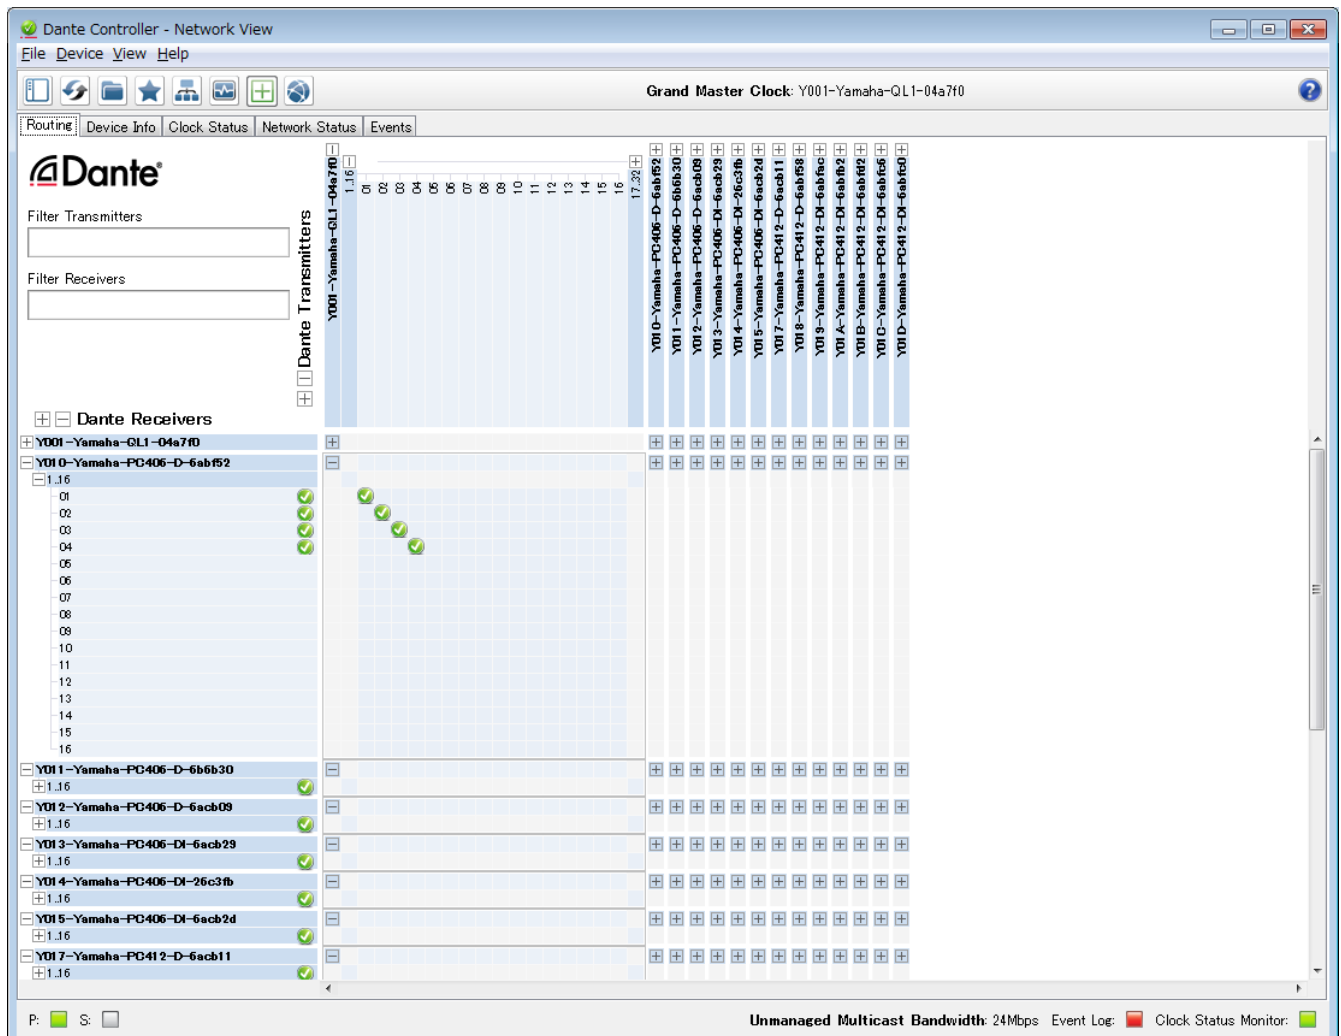 Dante Controller - Network View
File Device View Help
Grand Master Clock: Y001-Yamaha-QL1-04a7f0
Routing Device Info Clock Status Network Status Events
Dante®
Filter Transmitters
Filter Receivers
Dante Transmitters
Dante Receivers
Y001-Yamaha-QL1-04a7f0
1..16
01
02
03
04
05
06
07
08
09
10
11
12
13
14
15
16
17..32
Y010-Yamaha-PC406-D-6abf52
Y011-Yamaha-PC406-D-6b6b30
Y012-Yamaha-PC406-D-6acb09
Y013-Yamaha-PC406-DI-6acb29
Y014-Yamaha-PC406-DI-26c3fb
Y015-Yamaha-PC406-DI-6acb2d
Y017-Yamaha-PC412-D-6acb11
Y018-Yamaha-PC412-D-6abf58
Y019-Yamaha-PC412-DI-6abfac
Y01A-Yamaha-PC412-DI-6abfb2
Y01B-Yamaha-PC412-DI-6abfd2
Y01C-Yamaha-PC412-DI-6abfc6
Y01D-Yamaha-PC412-DI-6abfc0
Y001-Yamaha-QL1-04a7f0
Y010-Yamaha-PC406-D-6abf52
1..16
01
02
03
04
05
06
07
08
09
10
11
12
13
14
15
16
Y011-Yamaha-PC406-D-6b6b30
1..16
Y012-Yamaha-PC406-D-6acb09
1..16
Y013-Yamaha-PC406-DI-6acb29
1..16
Y014-Yamaha-PC406-DI-26c3fb
1..16
Y015-Yamaha-PC406-DI-6acb2d
1..16
Y017-Yamaha-PC412-D-6acb11
1..16
P: S: Unmanaged Multicast Bandwidth: 24Mbps Event Log: Clock Status Monitor: